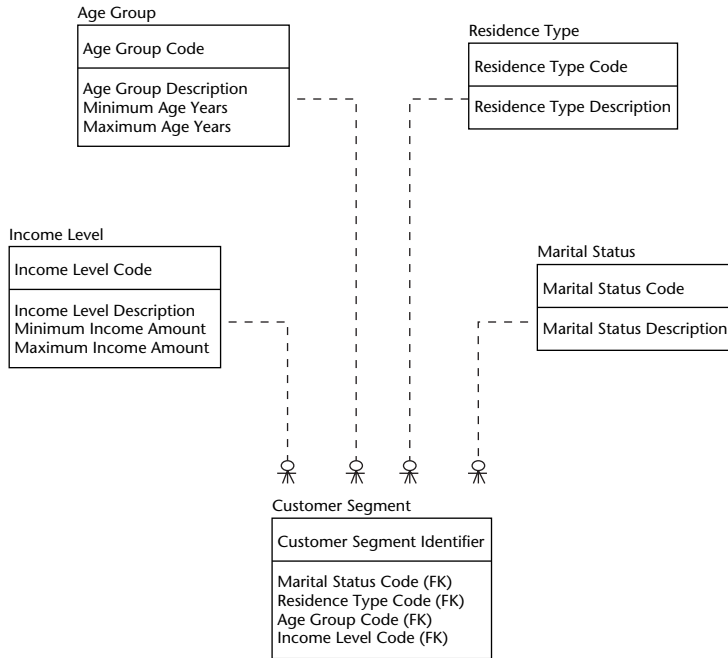 Age Group
Age Group Code
Age Group Description
Minimum Age Years
Maximum Age Years
Residence Type
Residence Type Code
Residence Type Description
Income Level
Income Level Code
Income Level Description
Minimum Income Amount
Maximum Income Amount
Marital Status
Marital Status Code
Marital Status Description
Customer Segment
Customer Segment Identifier
Marital Status Code (FK)
Residence Type Code (FK)
Age Group Code (FK)
Income Level Code (FK)